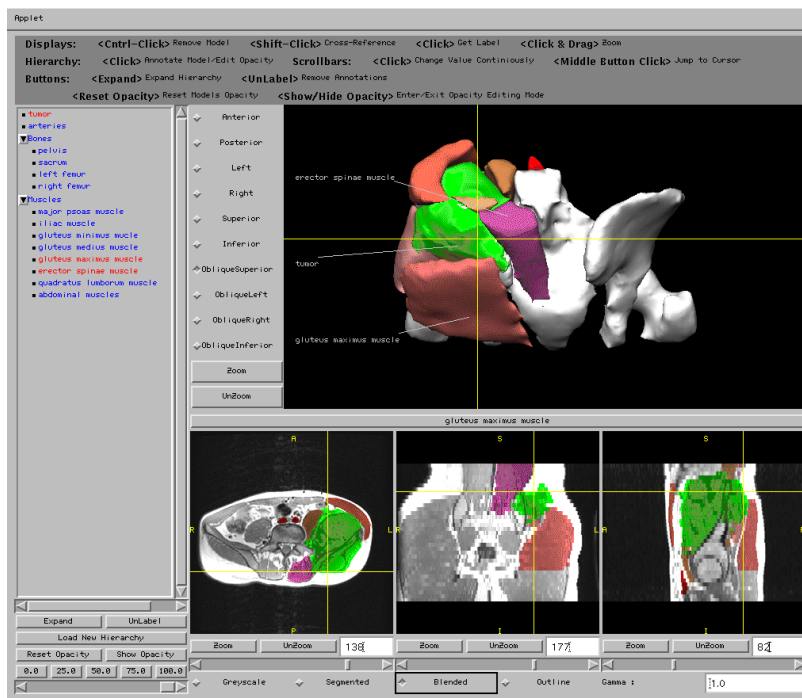 Applet
Displays: <Cntrl-Click> Remove Model <Shift-Click> Cross-Reference <Click> Get Label <Click & Drag> Zoom
Hierarchy: <Click> Annotate Model/Edit Opacity Scrollbars: <Click> Change Value Continiously <Middle Button Click> Jump to Cursor
Buttons: <Expand> Expand Hierarchy <UnLabel> Remove Annotations
<Reset Opacity> Reset Models Opacity <Show/Hide Opacity> Enter/Exit Opacity Editing Mode
tumor
arteries
Bones
pelvis
sacrum
left femur
right femur
Muscles
major psoas muscle
iliac muscle
gluteus minimus mucle
gluteus medius muscle
gluteus maximus muscle
erector spinae muscle
quadratus lumborum muscle
abdominal muscles
Anterior
Posterior
Left
Right
Superior
Inferior
ObliqueSuperior
ObliqueLeft
ObliqueRight
ObliqueInferior
Zoom
UnZoom
erector spinae muscle
tumor
gluteus maximus muscle
gluteus maximus muscle
A
R
L
P
S
I
S
A
I
Expand UnLabel
Load New Hierarchy
Reset Opacity Show Opacity
0.0 25.0 50.0 75.0 100.0
Zoom UnZoom 138 Zoom UnZoom 177 Zoom UnZoom 82
Greyscale Segmented Blended Outline Gamma : 1.0